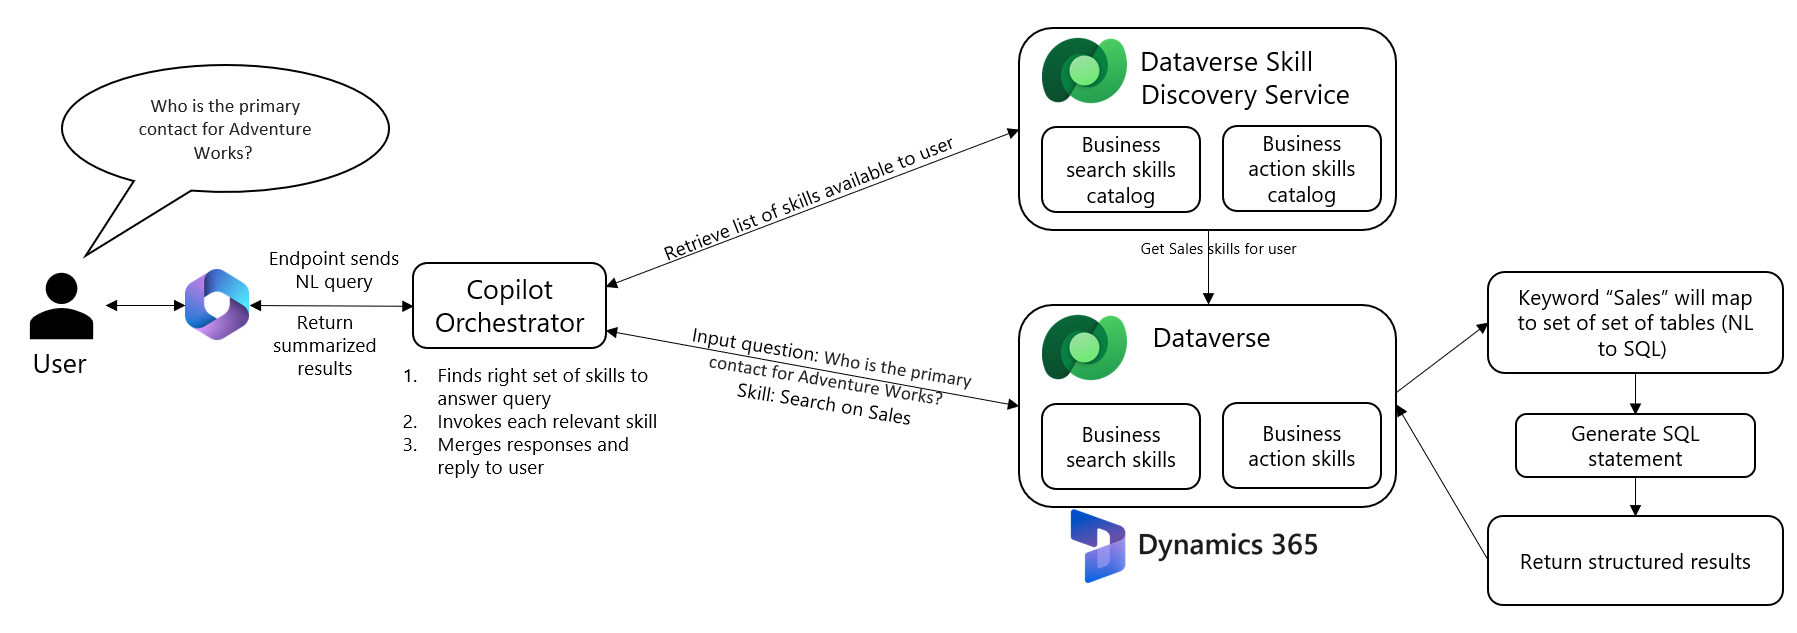 Who is the primary
contact for Adventure
Works?
User
Endpoint sends
NL query
Return
summarized
results
Copilot
Orchestrator
1. Finds right set of skills to
answer query
2. Invokes each relevant skill
3. Merges responses and
reply to user
Retrieve list of skills available to user
Input question: Who is the primary
contact for Adventure Works?
Skill: Search on Sales
Dataverse Skill
Discovery Service
Business
search skills
catalog
Business
action skills
catalog
Get Sales skills for user
Dataverse
Business
search skills
Business
action skills
Dynamics 365
Keyword “Sales” will map
to set of set of tables (NL
to SQL)
Generate SQL
statement
Return structured results